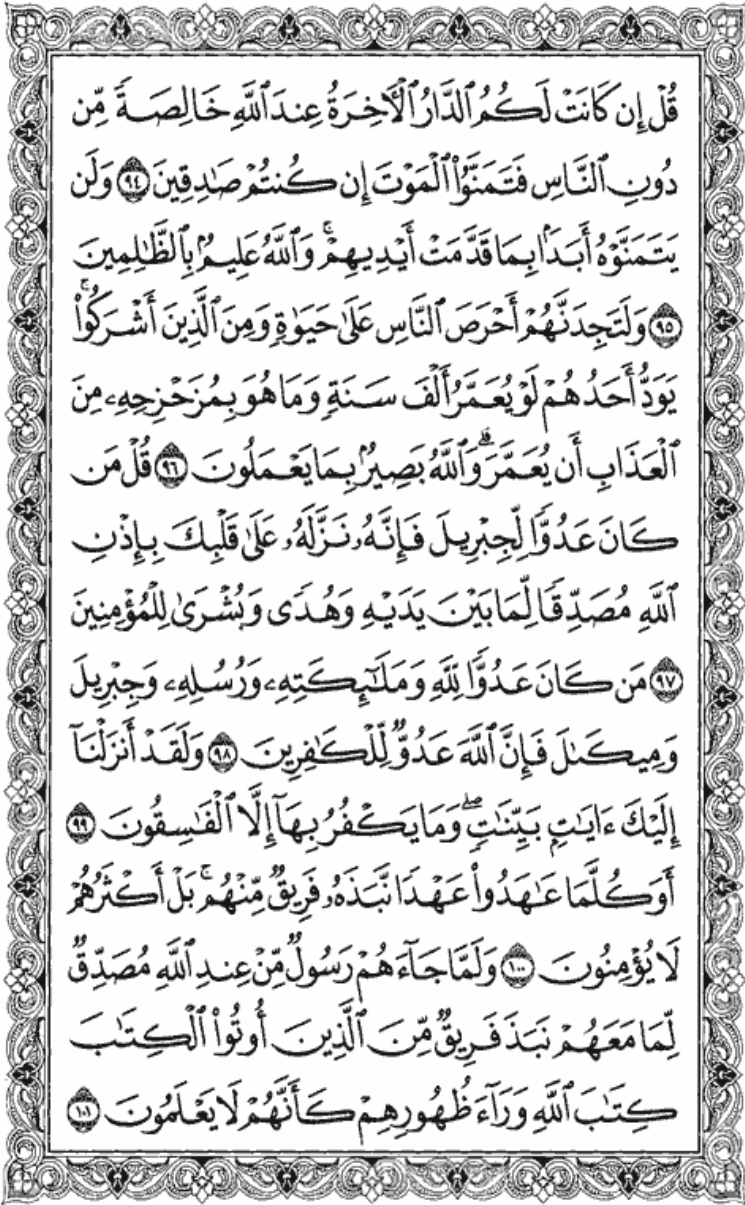 قُلْ إِن كَانَتْ لَكُمُ ٱلدَّارُ ٱلْأَخِرَةُ عِندَ ٱللَّهِ خَالِصَةً مِّن
دُونِ ٱلنَّاسِ فَتَمَنَّوُا۟ ٱلْمَوْتَ إِن كُنتُمْ صَٰدِقِينَ ٩٤ وَلَن
يَتَمَنَّوْهُ أَبَدًۢا بِمَا قَدَّمَتْ أَيْدِيهِمْ ۗ وَٱللَّهُ عَلِيمٌۢ بِٱلظَّٰلِمِينَ
٩٥ وَلَتَجِدَنَّهُمْ أَحْرَصَ ٱلنَّاسِ عَلَىٰ حَيَوٰةٍ وَمِنَ ٱلَّذِينَ أَشْرَكُوا۟ ۚ
يَوَدُّ أَحَدُهُمْ لَوْ يُعَمَّرُ أَلْفَ سَنَةٍ وَمَا هُوَ بِمُزَحْزِحِهِۦ مِنَ
ٱلْعَذَابِ أَن يُعَمَّرَ ۗ وَٱللَّهُ بَصِيرٌۢ بِمَا يَعْمَلُونَ ٩٦ قُلْ مَن
كَانَ عَدُوًّا لِّجِبْرِيلَ فَإِنَّهُۥ نَزَّلَهُۥ عَلَىٰ قَلْبِكَ بِإِذْنِ
ٱللَّهِ مُصَدِّقًا لِّمَا بَيْنَ يَدَيْهِ وَهُدًى وَبُشْرَىٰ لِلْمُؤْمِنِينَ
٩٧ مَن كَانَ عَدُوًّا لِّلَّهِ وَمَلَٰٓئِكَتِهِۦ وَرُسُلِهِۦ وَجِبْرِيلَ
وَمِيكَىٰلَ فَإِنَّ ٱللَّهَ عَدُوٌّ لِّلْكَٰفِرِينَ ٩٨ وَلَقَدْ أَنزَلْنَآ
إِلَيْكَ ءَايَٰتٍۭ بَيِّنَٰتٍ ۖ وَمَا يَكْفُرُ بِهَآ إِلَّا ٱلْفَٰسِقُونَ ٩٩
أَوَكُلَّمَا عَٰهَدُوا۟ عَهْدًا نَّبَذَهُۥ فَرِيقٌ مِّنْهُم ۚ بَلْ أَكْثَرُهُمْ
لَا يُؤْمِنُونَ ١٠٠ وَلَمَّا جَآءَهُمْ رَسُولٌ مِّنْ عِندِ ٱللَّهِ مُصَدِّقٌ
لِّمَا مَعَهُمْ نَبَذَ فَرِيقٌ مِّنَ ٱلَّذِينَ أُوتُوا۟ ٱلْكِتَٰبَ
كِتَٰبَ ٱللَّهِ وَرَآءَ ظُهُورِهِمْ كَأَنَّهُمْ لَا يَعْلَمُونَ ١٠١